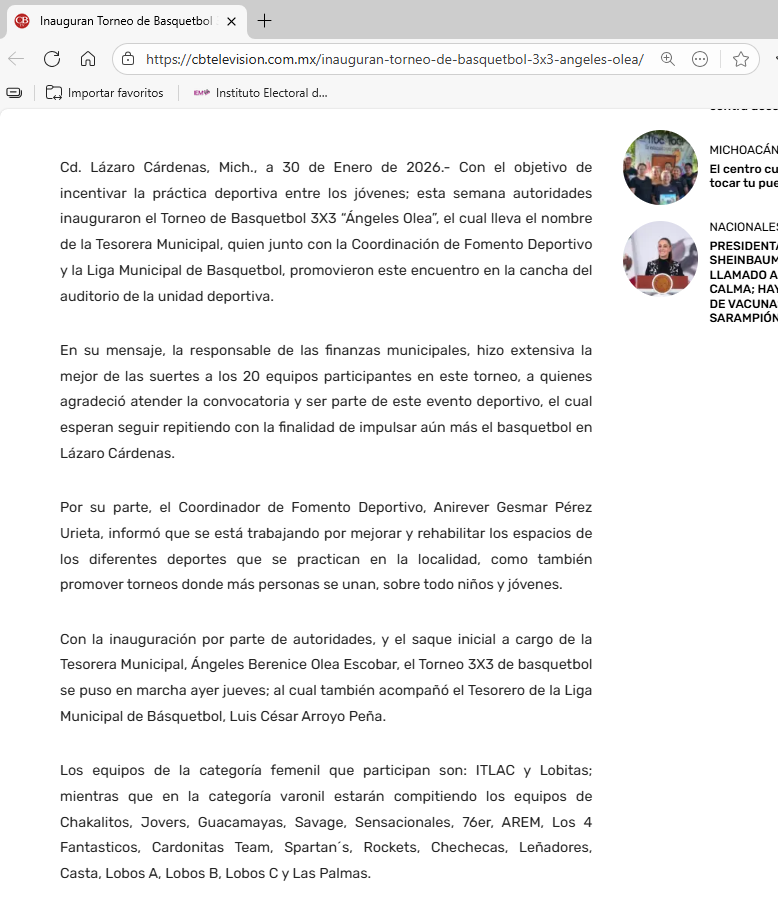 Inauguran Torneo de Basquetbol
https://cbtelevision.com.mx/inauguran-torneo-de-basquetbol-3x3-angeles-olea/
Importar favoritos
IEM
Instituto Electoral d...
Cd. Lázaro Cárdenas, Mich., a 30 de Enero de 2026.- Con el objetivo de
incentivar la práctica deportiva entre los jóvenes; esta semana autoridades
inauguraron el Torneo de Basquetbol 3X3 “Ángeles Olea”, el cual lleva el nombre
de la Tesorera Municipal, quien junto con la Coordinación de Fomento Deportivo
y la Liga Municipal de Basquetbol, promovieron este encuentro en la cancha del
auditorio de la unidad deportiva.
En su mensaje, la responsable de las finanzas municipales, hizo extensiva la
mejor de las suertes a los 20 equipos participantes en este torneo, a quienes
agradeció atender la convocatoria y ser parte de este evento deportivo, el cual
esperan seguir repitiendo con la finalidad de impulsar aún más el basquetbol en
Lázaro Cárdenas.
Por su parte, el Coordinador de Fomento Deportivo, Anirever Gesmar Pérez
Urieta, informó que se está trabajando por mejorar y rehabilitar los espacios de
los diferentes deportes que se practican en la localidad, como también
promover torneos donde más personas se unan, sobre todo niños y jóvenes.
Con la inauguración por parte de autoridades, y el saque inicial a cargo de la
Tesorera Municipal, Ángeles Berenice Olea Escobar, el Torneo 3X3 de basquetbol
se puso en marcha ayer jueves; al cual también acompañó el Tesorero de la Liga
Municipal de Básquetbol, Luis César Arroyo Peña.
Los equipos de la categoría femenil que participan son: ITLAC y Lobitas;
mientras que en la categoría varonil estarán compitiendo los equipos de
Chakalitos, Jovers, Guacamayas, Savage, Sensacionales, 76er, AREM, Los 4
Fantasticos, Cardonitas Team, Spartan´s, Rockets, Chechecas, Leñadores,
Casta, Lobos A, Lobos B, Lobos C y Las Palmas.
MICHOACÁN
El centro cu
tocar tu pue
NACIONALES
PRESIDENTA
SHEINBAUM
LLAMADO A
CALMA; HAY
DE VACUNA
SARAMPIÓN